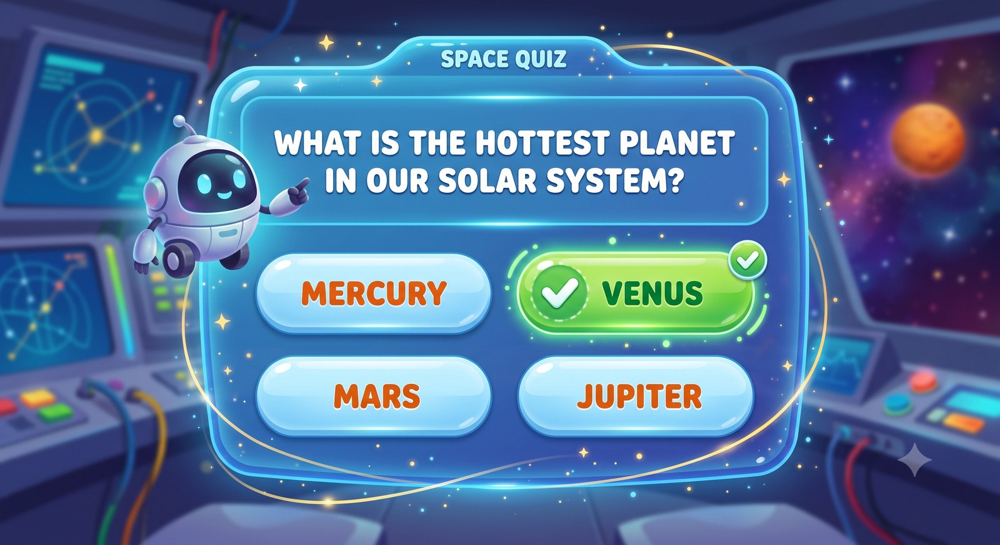 SPACE QUIZ
WHAT IS THE HOTTEST PLANET
IN OUR SOLAR SYSTEM?
MERCURY
VENUS
MARS
JUPITER